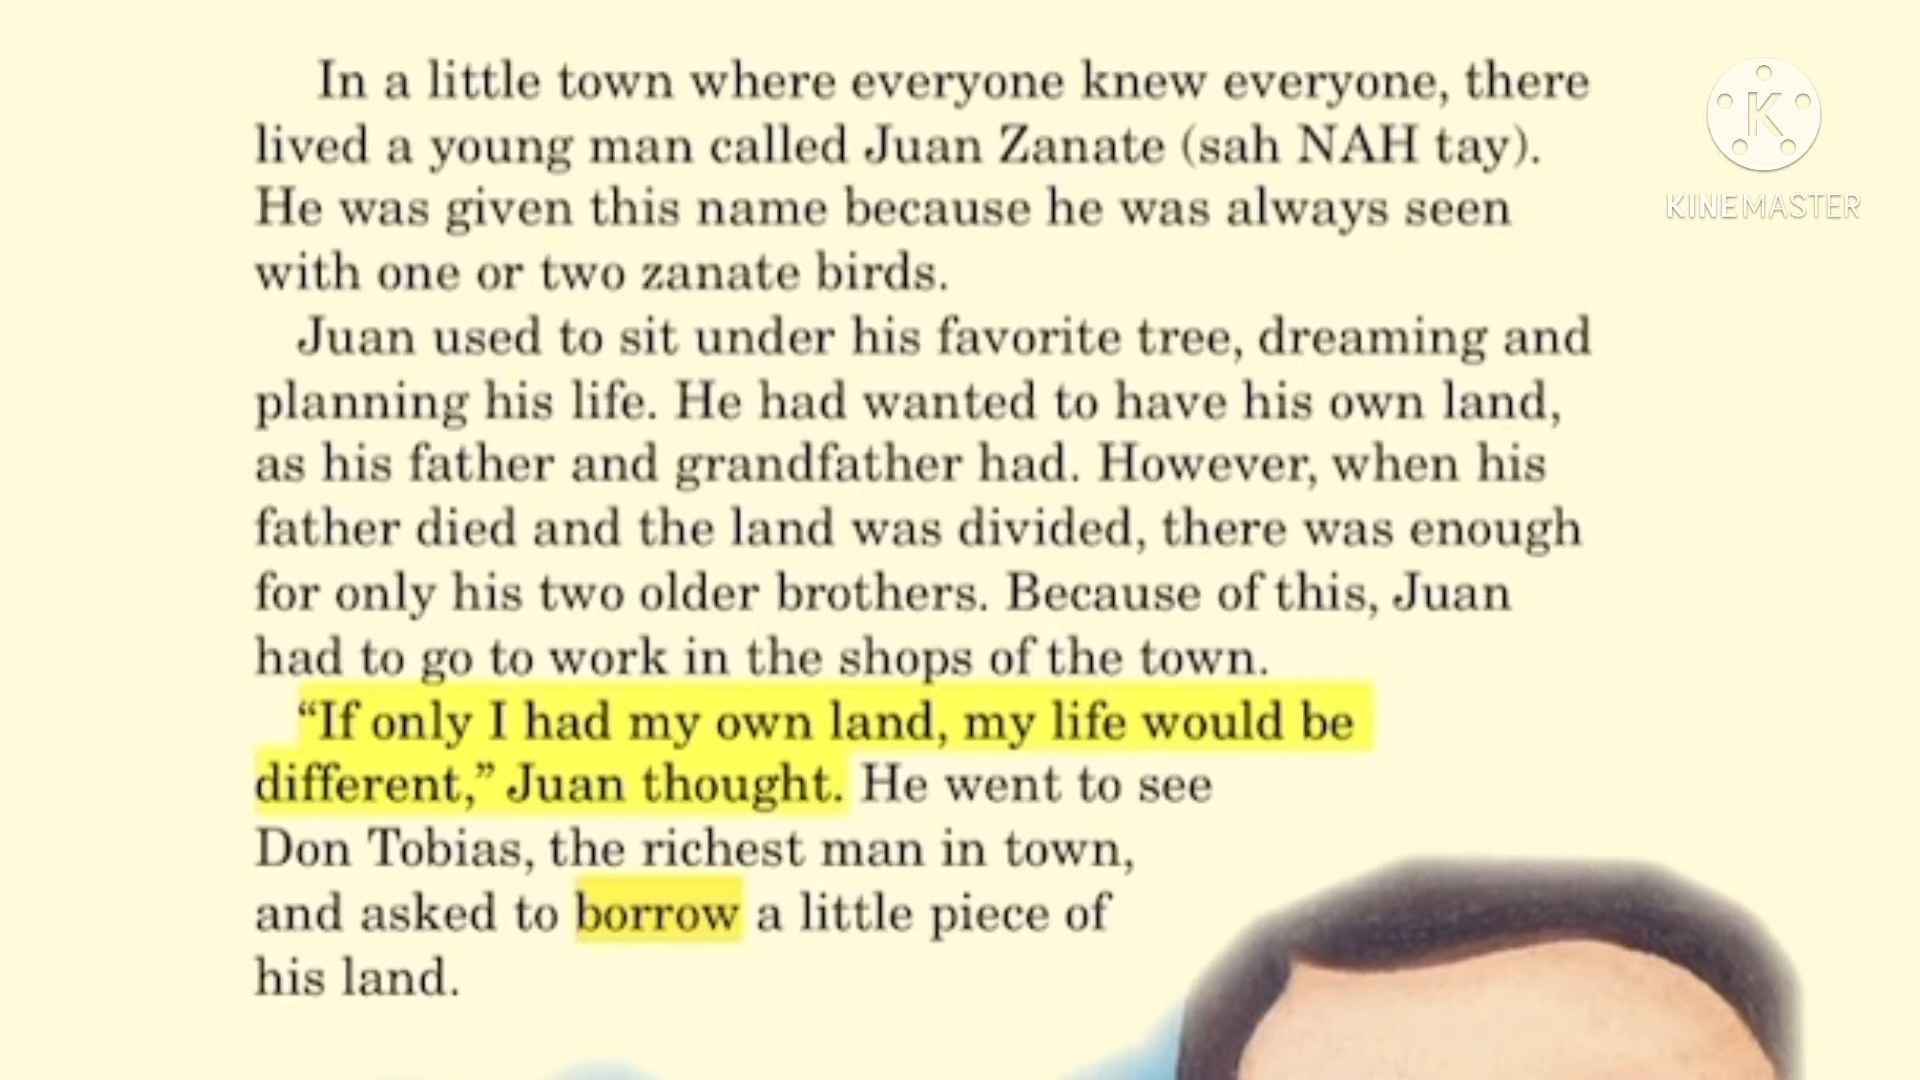 In a little town where everyone knew everyone, there
lived a young man called Juan Zanate (sah NAH tay).
He was given this name because he was always seen
with one or two zanate birds.
Juan used to sit under his favorite tree, dreaming and
planning his life. He had wanted to have his own land,
as his father and grandfather had. However, when his
father died and the land was divided, there was enough
for only his two older brothers. Because of this, Juan
had to go to work in the shops of the town.
“If only I had my own land, my life would be
different,” Juan thought. He went to see
Don Tobias, the richest man in town,
and asked to borrow a little piece of
his land.
K
KINEMASTER